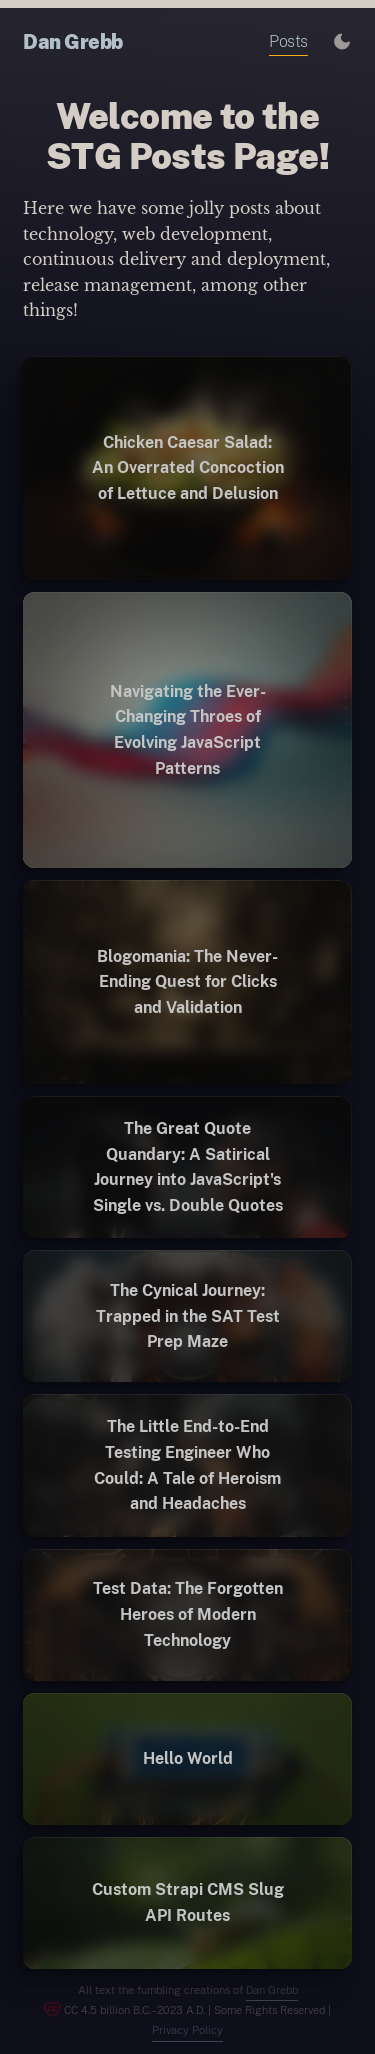 Dan Grebb
Posts
Welcome to the
STG Posts Page!
Here we have some jolly posts about
technology, web development,
continuous delivery and deployment,
release management, among other
things!
Chicken Caesar Salad:
An Overrated Concoction
of Lettuce and Delusion
Navigating the Ever-
Changing Throes of
Evolving JavaScript
Patterns
Blogomania: The Never-
Ending Quest for Clicks
and Validation
The Great Quote
Quandary: A Satirical
Journey into JavaScript's
Single vs. Double Quotes
The Cynical Journey:
Trapped in the SAT Test
Prep Maze
The Little End-to-End
Testing Engineer Who
Could: A Tale of Heroism
and Headaches
Test Data: The Forgotten
Heroes of Modern
Technology
Hello World
Custom Strapi CMS Slug
API Routes
All text the fumbling creations of Dan Grebb
CC 4.5 billion B.C.–2023 A.D. | Some Rights Reserved |
Privacy Policy